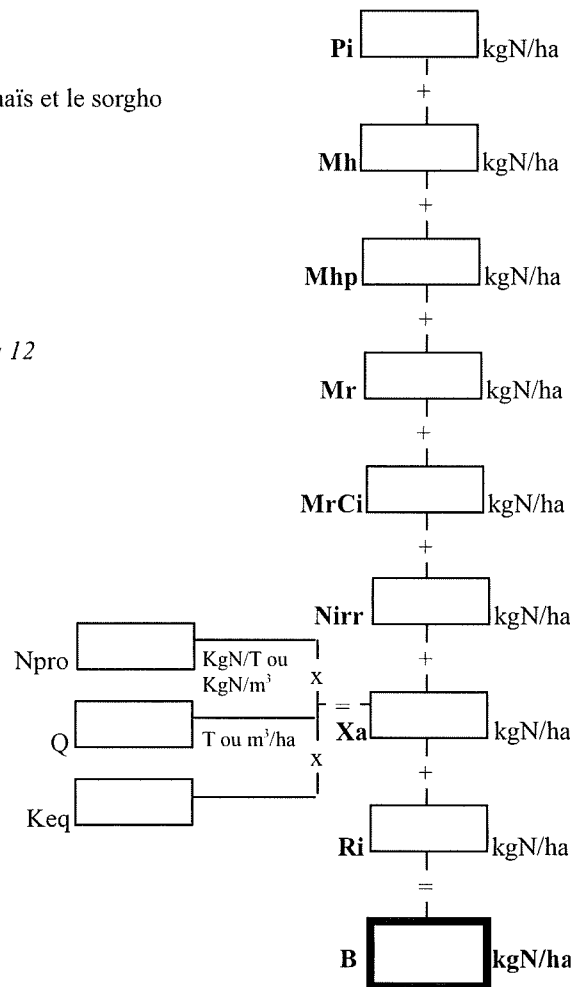 Pi kgN/ha
+
naïs et le sorgho
Mh kgN/ha
+
Mhp kgN/ha
+
12
Mr kgN/ha
+
MrCi kgN/ha
+
Nirr kgN/ha
+
Npro KgN/T ou
KgN/m³
x
= Xa kgN/ha
Q T ou m³/ha
x
+
Keq
Ri kgN/ha
=
B kgN/ha